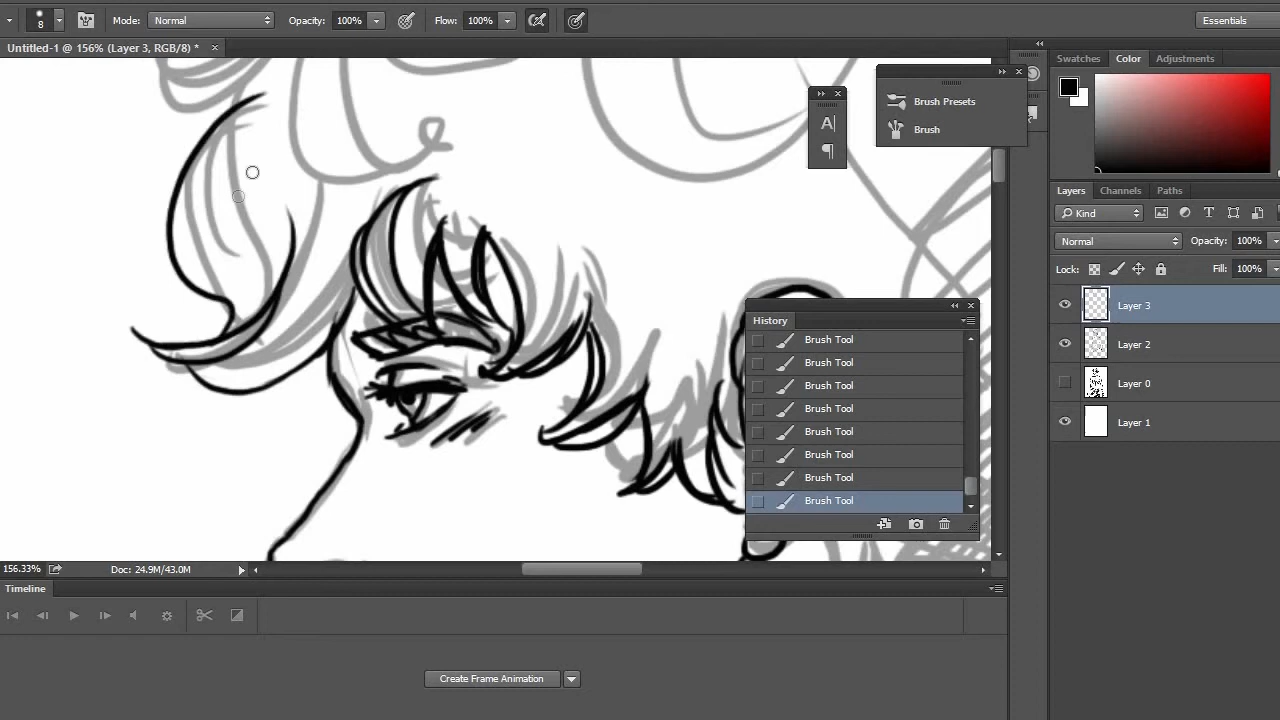 8 Mode: Normal Opacity: 100% Flow: 100% Essentials
Untitled-1 @ 156% (Layer 3, RGB/8) *
Swatches Color Adjustments
Brush Presets
Brush
A
Layers Channels Paths
Kind
Normal Opacity: 100%
Lock: Fill: 100%
Layer 3
Layer 2
Layer 0
Layer 1
History
Brush Tool
Brush Tool
Brush Tool
Brush Tool
Brush Tool
Brush Tool
Brush Tool
Brush Tool
156.33% Doc: 24.9M/43.0M
Timeline
Create Frame Animation